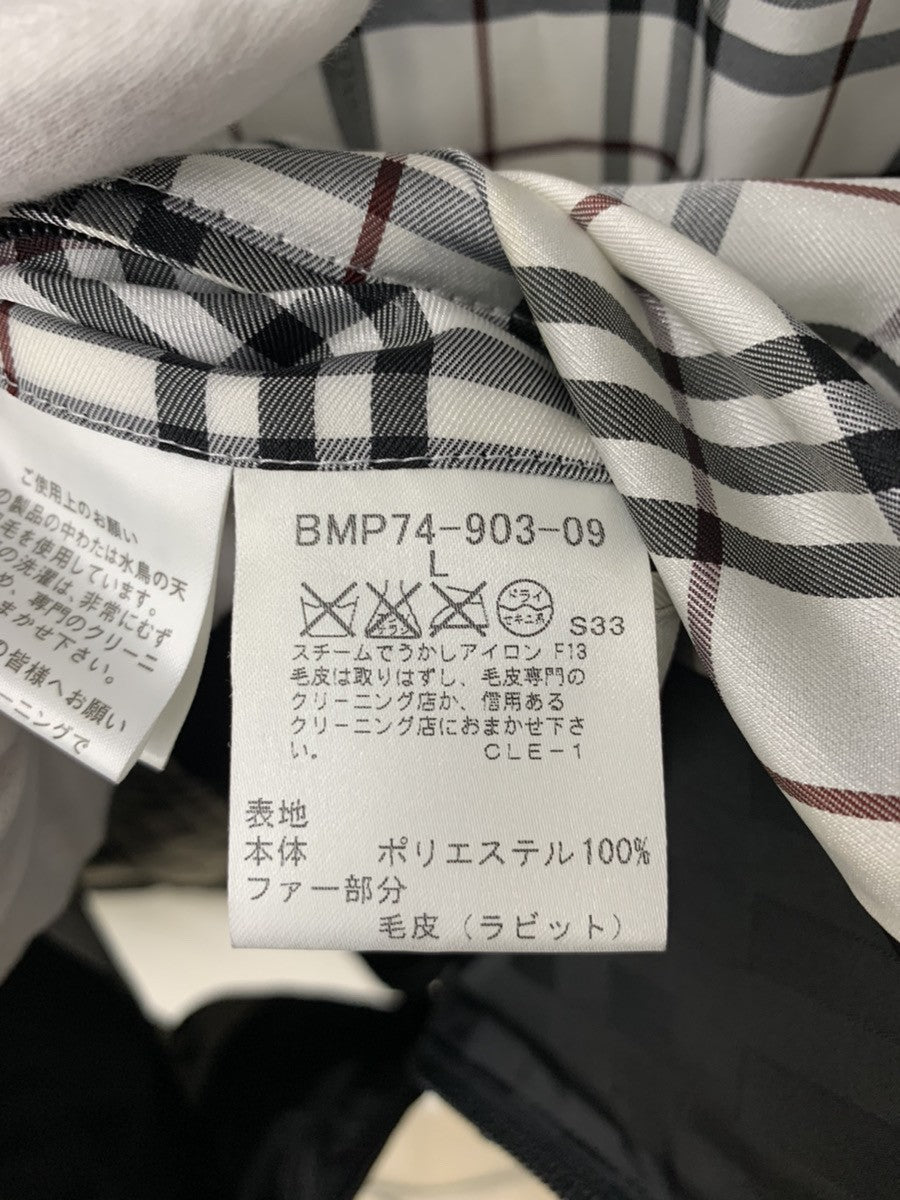 ご使用上のお願い
の製品の中わたは水鳥の天
毛を使用しています。
の洗濯は、非常にむず
め、専門のクリーニ
まかせ下さい。
の皆様へお願い
ーニングで
BMP74-903-09
L
ドライ
セキユ系
S33
スチームでうかしアイロン F13
毛皮は取りはずし、毛皮専門の
クリーニング店か、信用ある
クリーニング店におまかせ下さ
い。 CLE-1
表地
本体 ポリエステル100%
ファー部分
毛皮(ラビット)